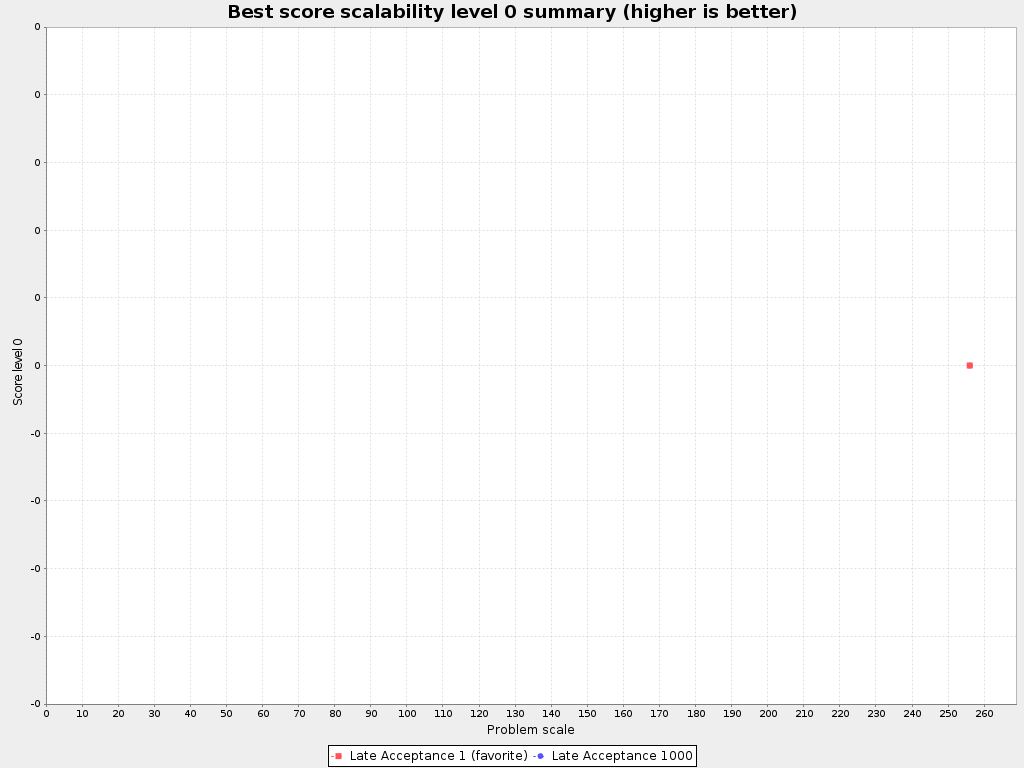 Best score scalability level 0 summary (higher is better)
0
0
0
0
0
0
-0
-0
-0
-0
-0
Score level 0
0 10 20 30 40 50 60 70 80 90 100 110 120 130 140 150 160 170 180 190 200 210 220 230 240 250 260
Problem scale
Late Acceptance 1 (favorite) Late Acceptance 1000